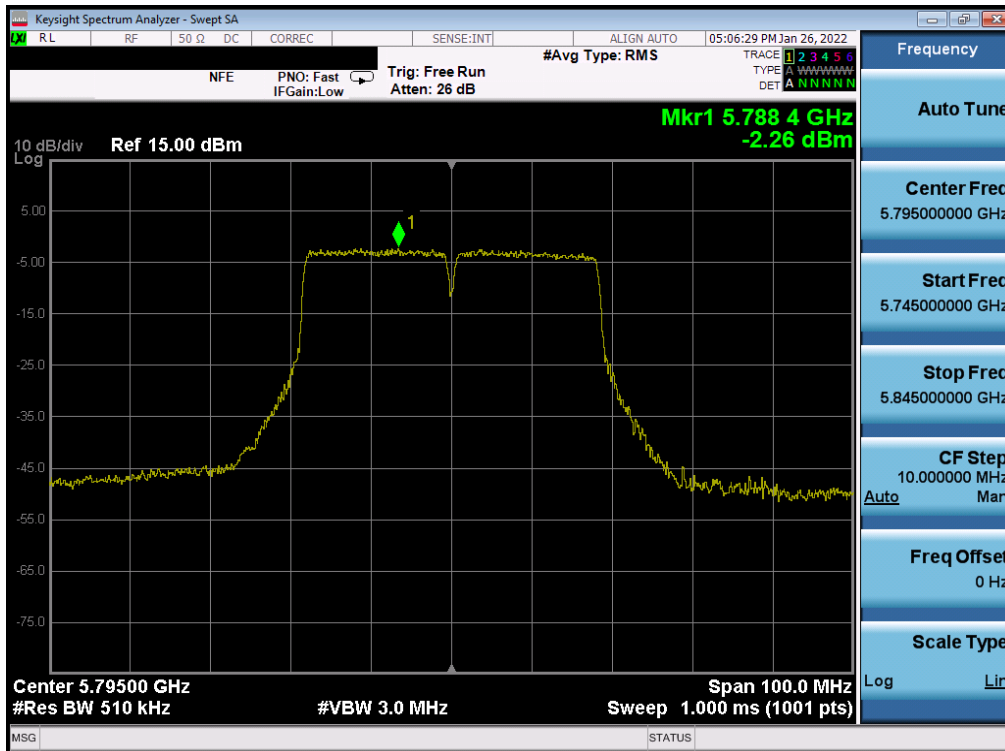 Keysight Spectrum Analyzer - Swept SA
LXI RL RF 50 Ω DC CORREC SENSE:INT ALIGN AUTO 05:06:29 PM Jan 26, 2022
#Avg Type: RMS TRACE 1 2 3 4 5 6
NFE PNO: Fast Trig: Free Run TYPE A WWWWW
IFGain:Low Atten: 26 dB DET A N N N N N
Mkr1 5.788 4 GHz
-2.26 dBm
10 dB/div Ref 15.00 dBm
Log
1
5.00
-5.00
-15.0
-25.0
-35.0
-45.0
-55.0
-65.0
-75.0
Center 5.79500 GHz Span 100.0 MHz
#Res BW 510 kHz #VBW 3.0 MHz Sweep 1.000 ms (1001 pts)
MSG STATUS
Frequency
Auto Tune
Center Freq
5.795000000 GHz
Start Freq
5.745000000 GHz
Stop Freq
5.845000000 GHz
CF Step
10.000000 MHz
Auto Man
Freq Offset
0 Hz
Scale Type
Log Lin